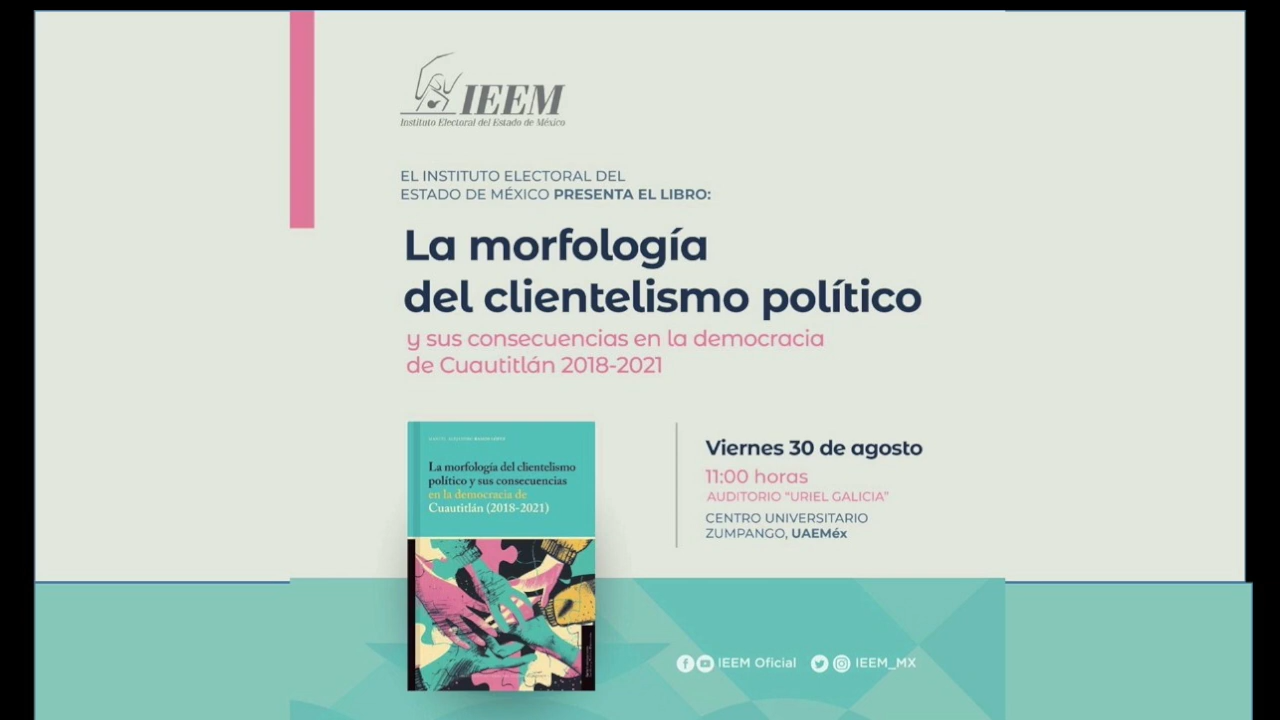 IEEM
Instituto Electoral del Estado de México
EL INSTITUTO ELECTORAL DEL
ESTADO DE MÉXICO PRESENTA EL LIBRO:
La morfología
del clientelismo político
y sus consecuencias en la democracia
de Cuautitlán 2018-2021
La morfología del clientelismo
político y sus consecuencias
en la democracia de
Cuautitlán (2018-2021)
Viernes 30 de agosto
11:00 horas
AUDITORIO “URIEL GALICIA”
CENTRO UNIVERSITARIO
ZUMPANGO, UAEMéx
IEEM Oficial IEEM_MX